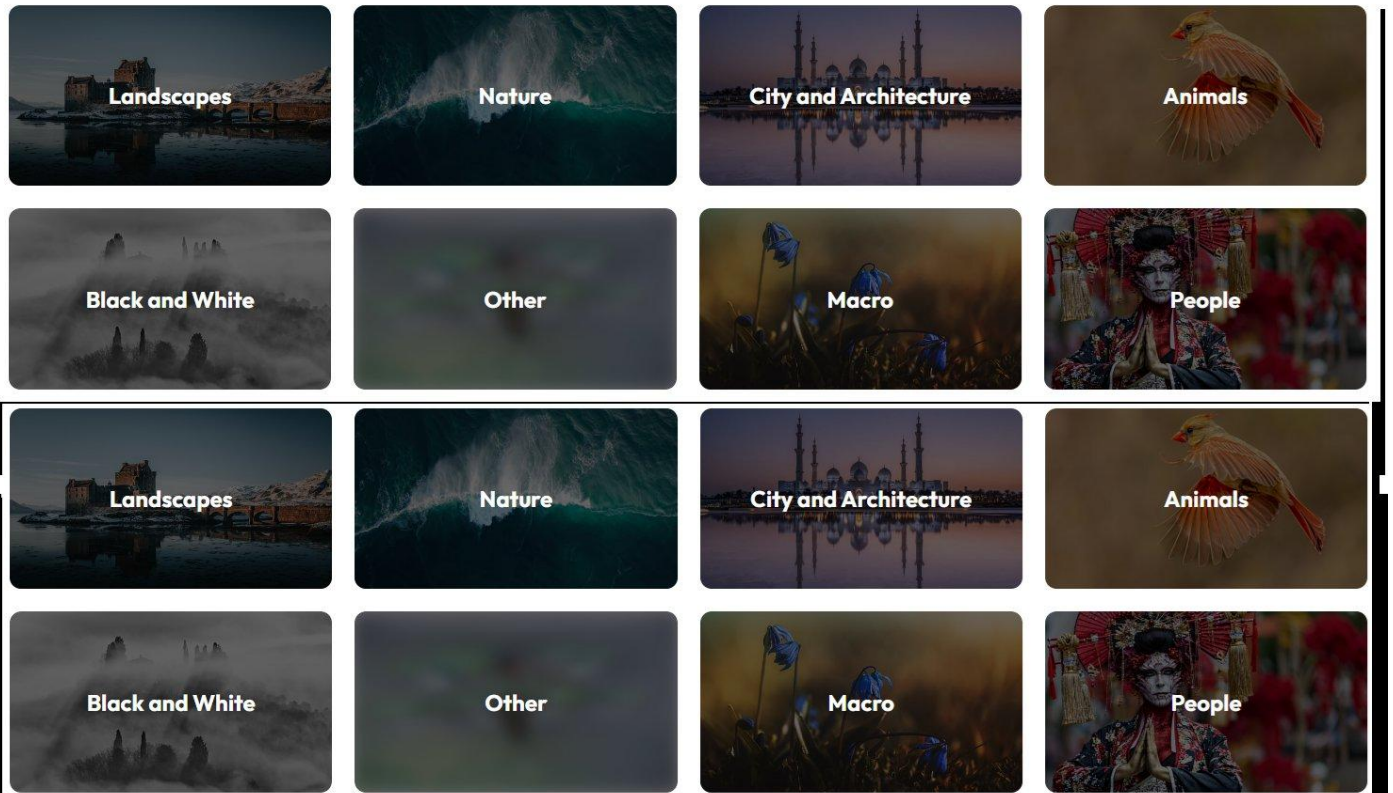 Landscapes
Nature
City and Architecture
Animals
Black and White
Other
Macro
People
Landscapes
Nature
City and Architecture
Animals
Black and White
Other
Macro
People